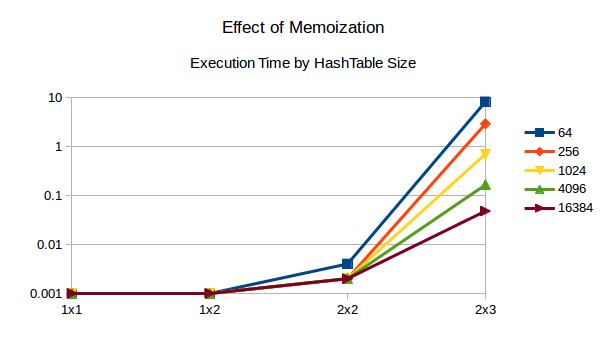 Effect of Memoization
Execution Time by HashTable Size
10
1
0.1
0.01
0.001
1x1
1x2
2x2
2x3
64
256
1024
4096
16384